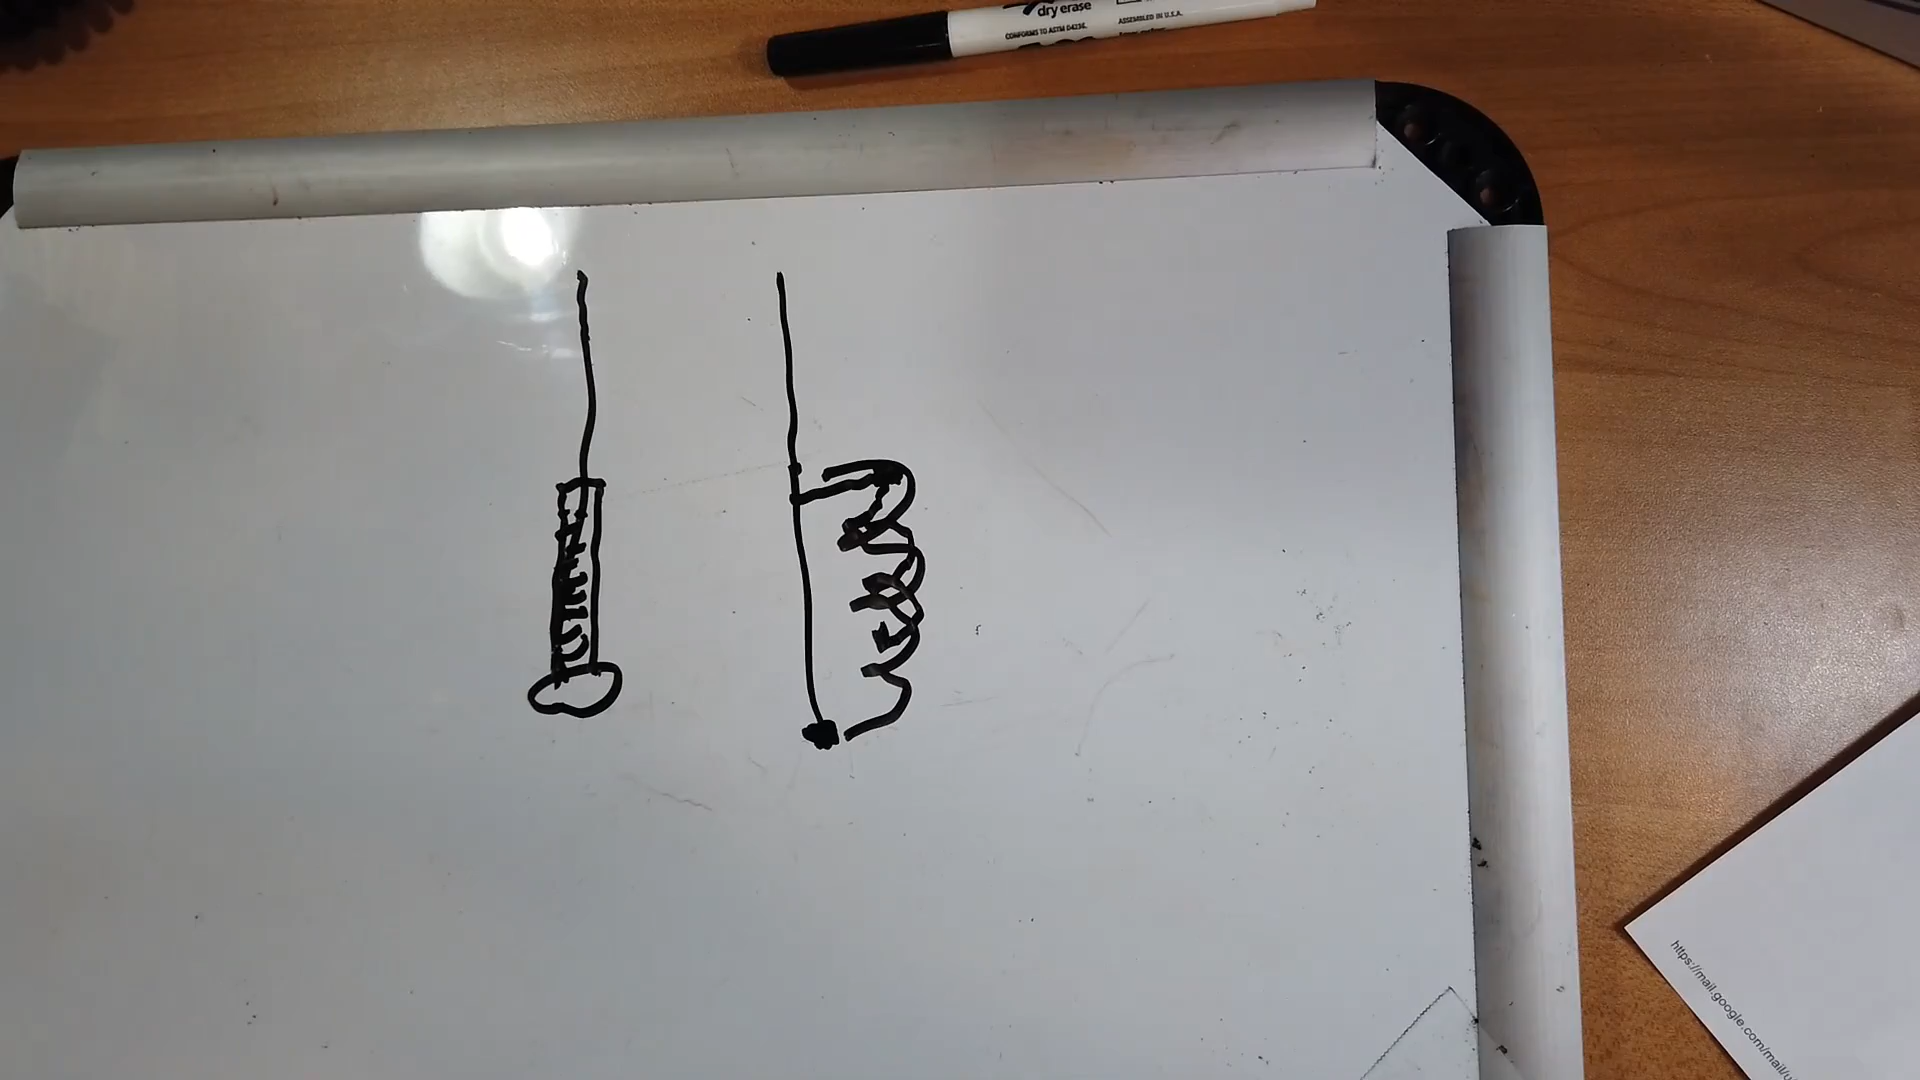 dry erase
CONFORMS TO ASTM D4236.
ASSEMBLED IN U.S.A.
https://mail.google.com/mail/u/